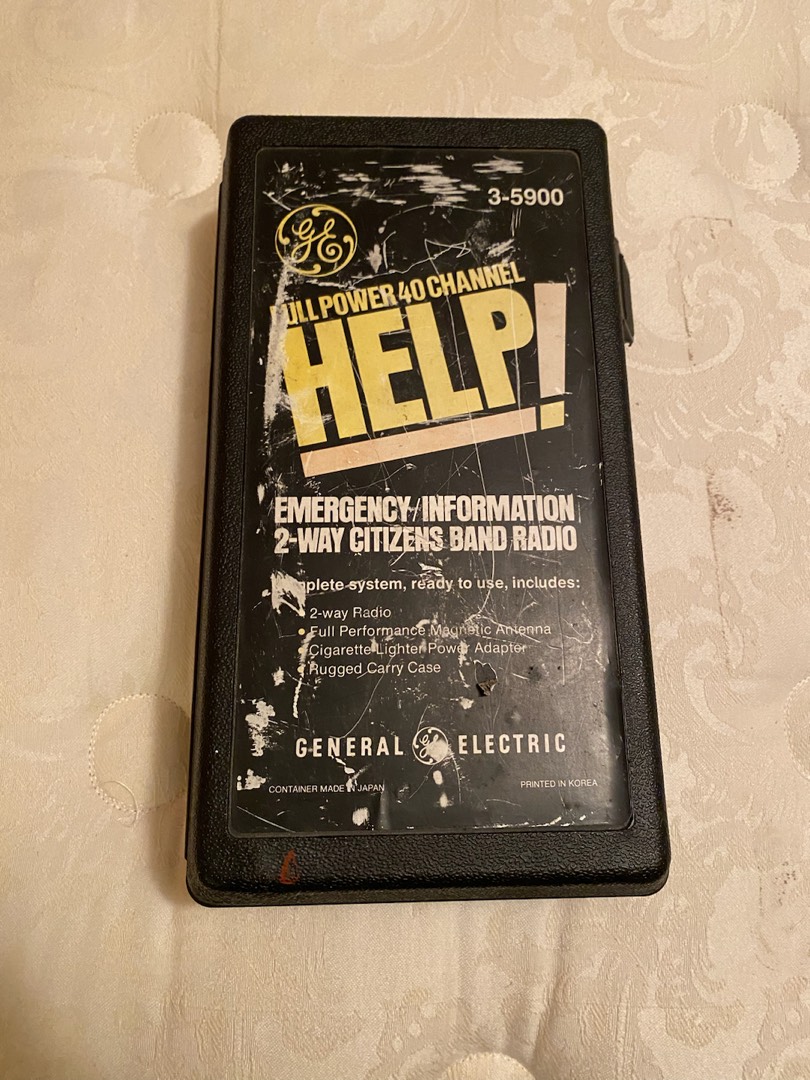 3-5900
GE
FULL POWER 40 CHANNEL
HELP!
EMERGENCY/INFORMATION
2-WAY CITIZENS BAND RADIO
Complete system, ready to use, includes:
• 2-way Radio
• Full Performance Magnetic Antenna
• Cigarette Lighter Power Adapter
• Rugged Carry Case
GENERAL GE ELECTRIC
CONTAINER MADE IN JAPAN
PRINTED IN KOREA